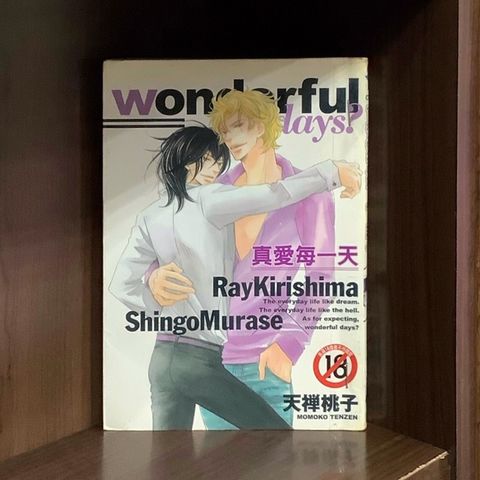 wonderful
days?
真愛每一天
RayKirishima
The everyday life like dream.
The everyday life like the hell.
As for expecting,
wonderful days?
ShingoMurase
18
天禅桃子
MOMOKO TENZEN